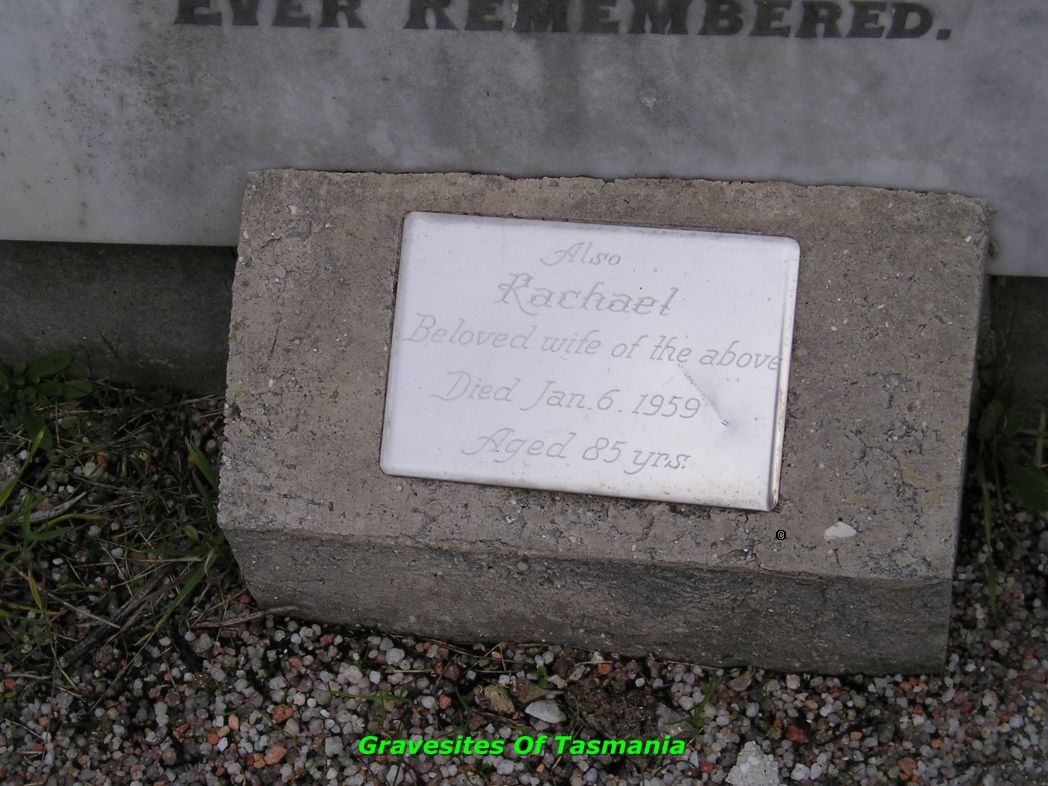 EVER REMEMBERED.
Also
Rachael
Beloved wife of the above
Died Jan. 6. 1959
Aged 85 yrs.
©
Gravesites Of Tasmania